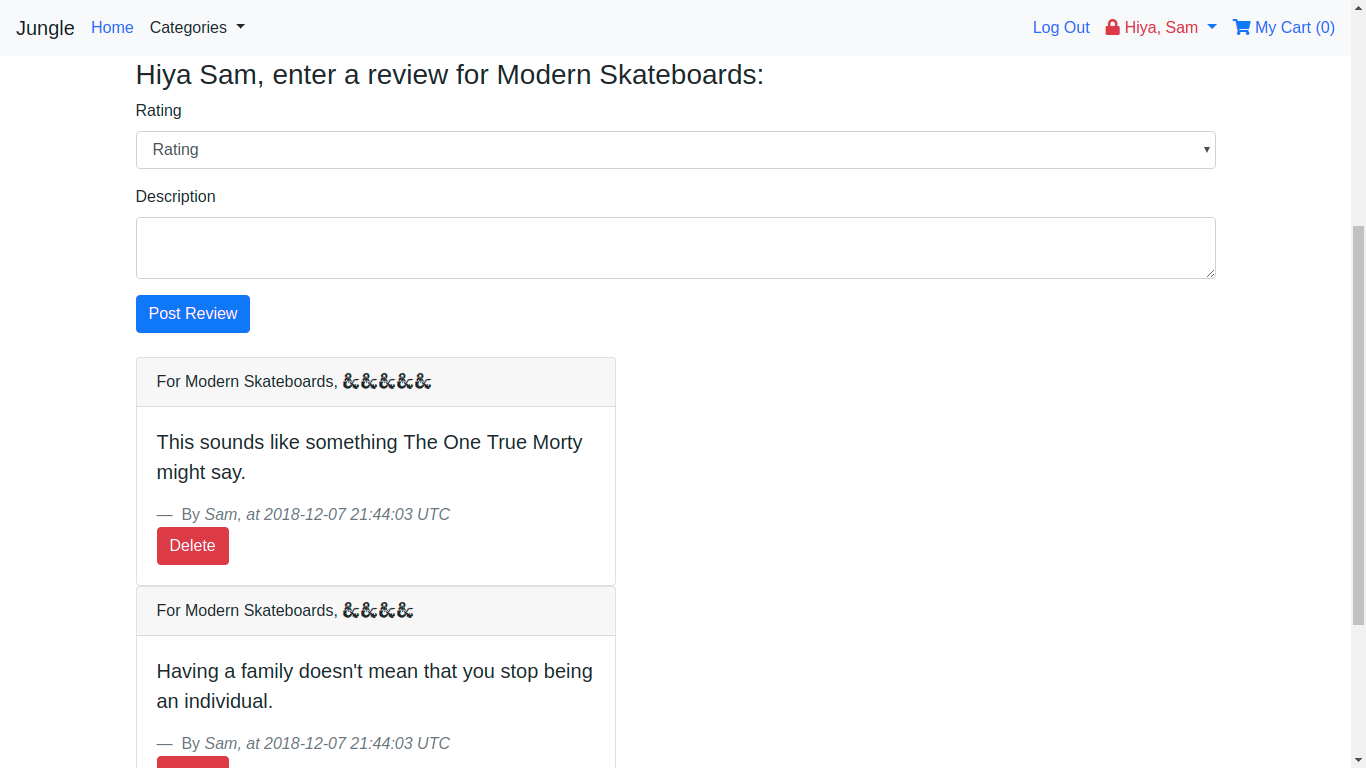 Jungle Home Categories Log Out Hiya, Sam My Cart (0)
Hiya Sam, enter a review for Modern Skateboards:
Rating
Rating
Description
Post Review
For Modern Skateboards,
This sounds like something The One True Morty
might say.
— By Sam, at 2018-12-07 21:44:03 UTC
Delete
For Modern Skateboards,
Having a family doesn't mean that you stop being
an individual.
— By Sam, at 2018-12-07 21:44:03 UTC